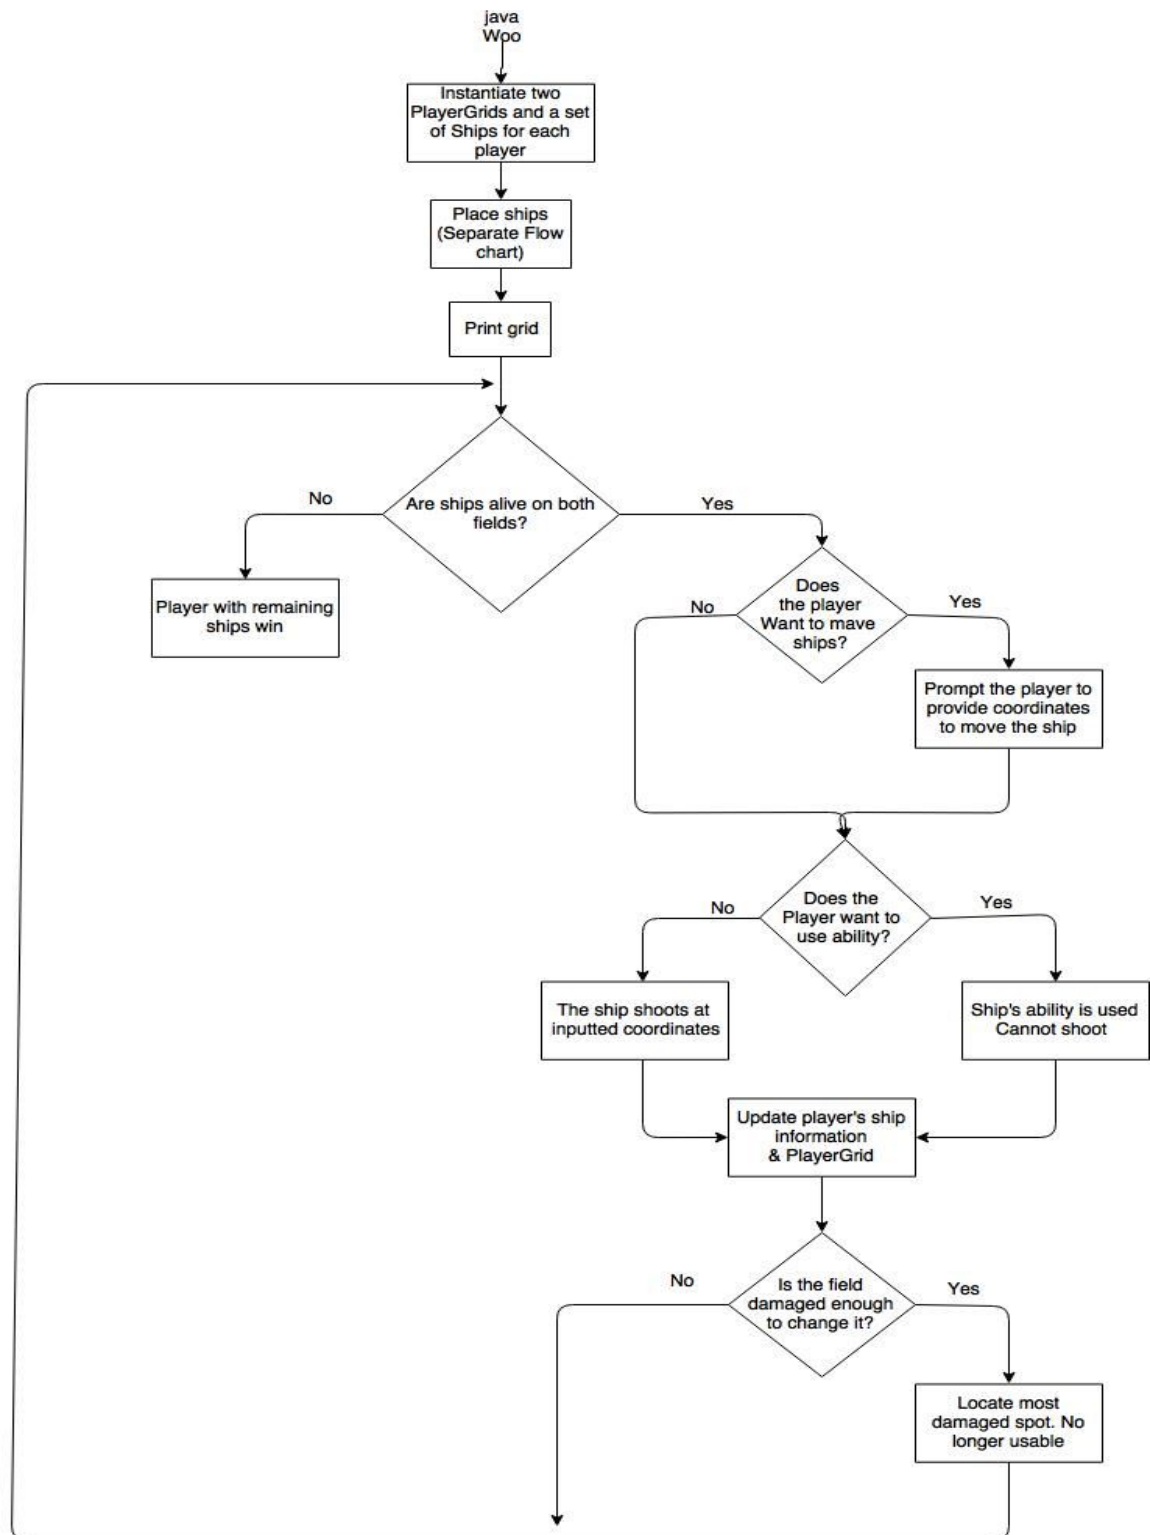 java
Woo
Instantiate two
PlayerGrids and a set
of Ships for each
player
Place ships
(Separate Flow
chart)
Print grid
Are ships alive on both
fields?
No
Yes
Player with remaining
ships win
Does
the player
Want to mave
ships?
No
Yes
Prompt the player to
provide coordinates
to move the ship
Does the
Player want to
use ability?
No
Yes
The ship shoots at
inputted coordinates
Ship's ability is used
Cannot shoot
Update player's ship
information
& PlayerGrid
Is the field
damaged enough
to change it?
No
Yes
Locate most
damaged spot. No
longer usable